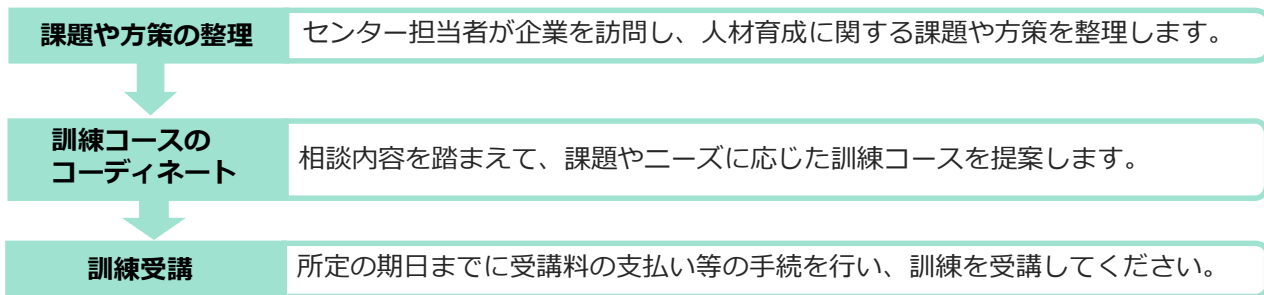 課題や方策の整理
センター担当者が企業を訪問し、人材育成に関する課題や方策を整理します。
訓練コースの
コーディネート
相談内容を踏まえて、課題やニーズに応じた訓練コースを提案します。
訓練受講
所定の期日までに受講料の支払い等の手続を行い、訓練を受講してください。